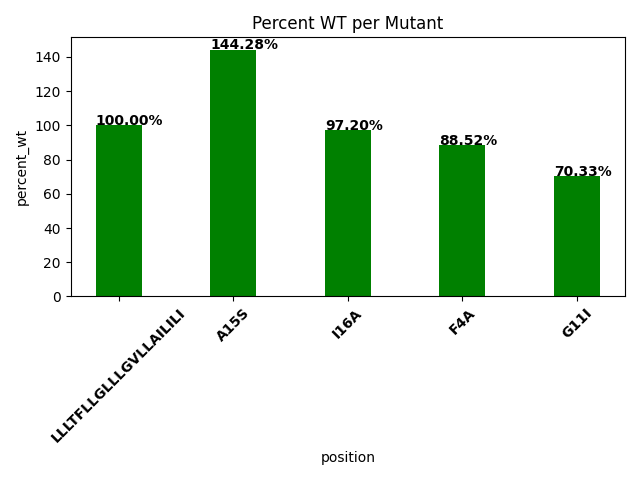 Percent WT per Mutant
percent_wt
140
120
100
80
60
40
20
0
100.00%
144.28%
97.20%
88.52%
70.33%
LLLTFLLGLLLGVLLAILILI
A15S
I16A
F4A
G11I
position